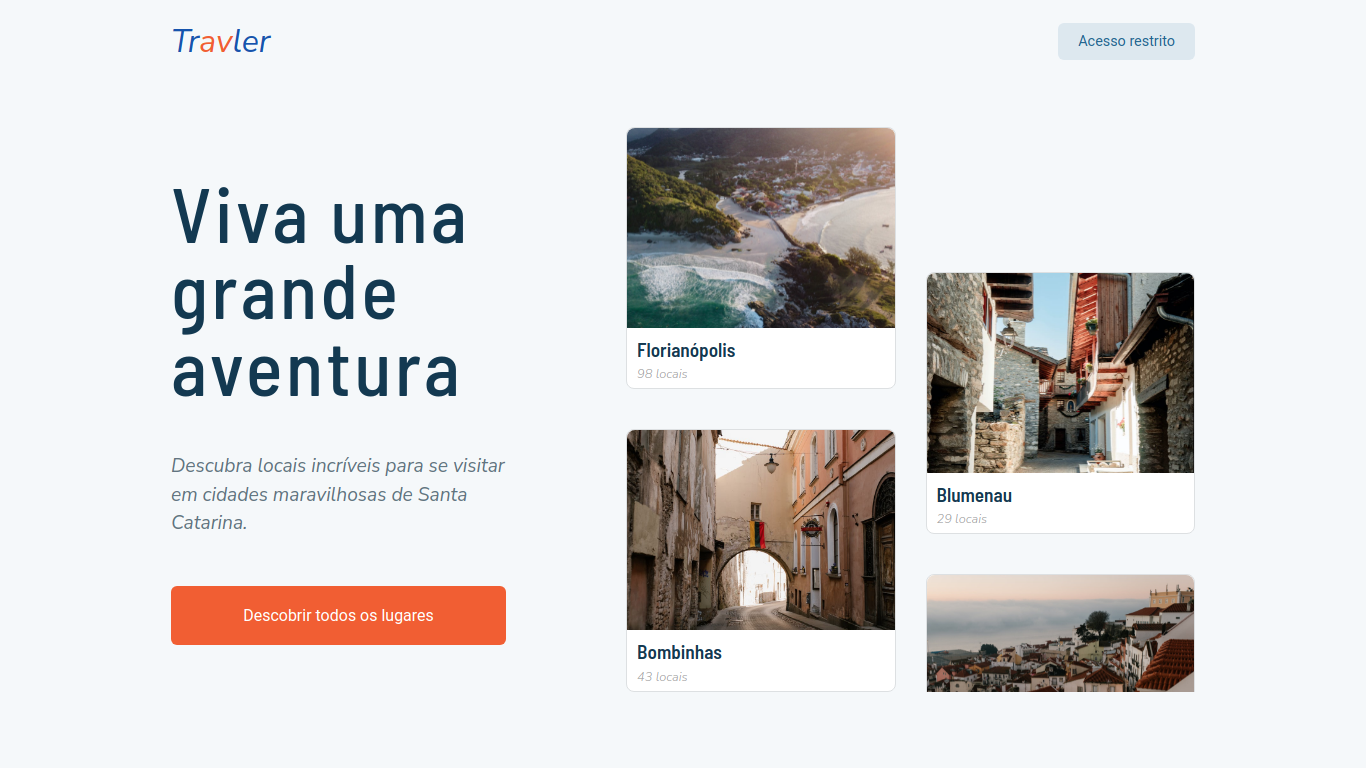 Travler
Acesso restrito
Viva uma
grande
aventura
Descubra locais incríveis para se visitar
em cidades maravilhosas de Santa
Catarina.
Descobrir todos os lugares
Florianópolis
98 locais
Bombinhas
43 locais
Blumenau
29 locais